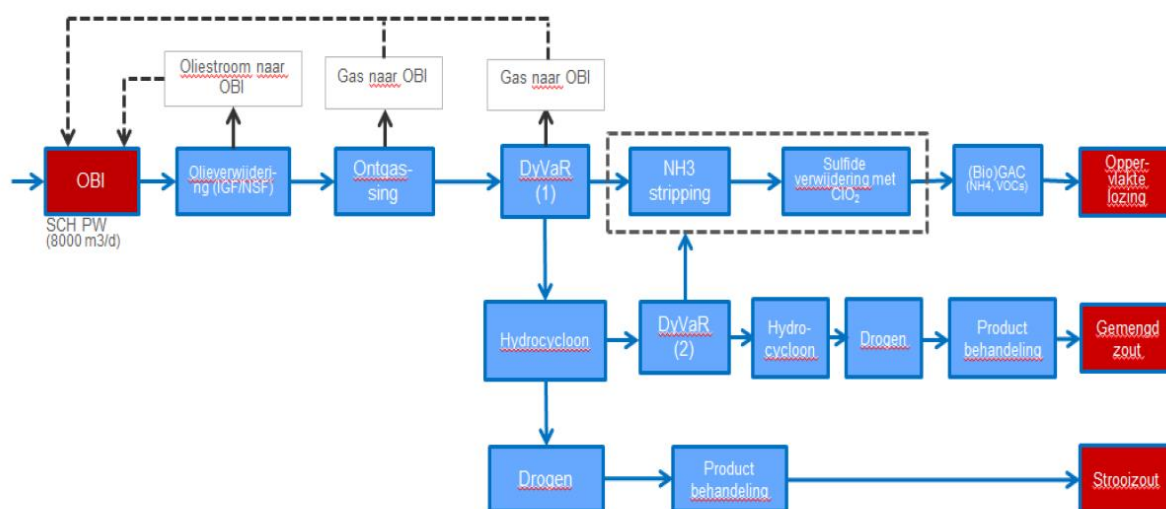 Oliestroom naar
OBI
Gas naar OBI
Gas naar OBI
OBI
SCH PW
(8000 m3/d)
Olieverwijder-
ing (IGF/NSF)
Ontgas-
sing
DyVaR
(1)
NH3
stripping
Sulfide
verwijdering met
ClO2
(Bio)GAC
(NH4, VOCs)
Opper-
vlakte
lozing
Hydrocycloon
DyVaR
(2)
Hydro-
cycloon
Drogen
Product
behandeling
Gemengd
zout
Drogen
Product
behandeling
Strooizout